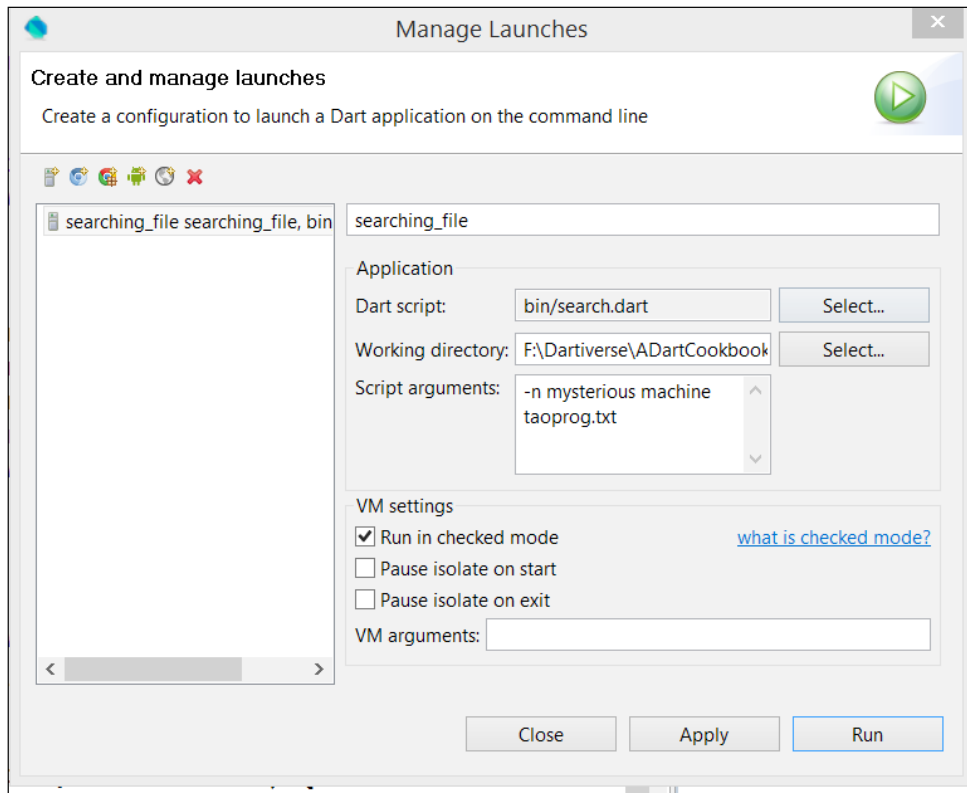 Manage Launches
Create and manage launches
Create a configuration to launch a Dart application on the command line
searching_file searching_file, bin
searching_file
Application
Dart script: bin/search.dart Select...
Working directory: F:\Dartiverse\ADartCookbook Select...
Script arguments: -n mysterious machine
taoprog.txt
VM settings
Run in checked mode what is checked mode?
Pause isolate on start
Pause isolate on exit
VM arguments:
Close Apply Run